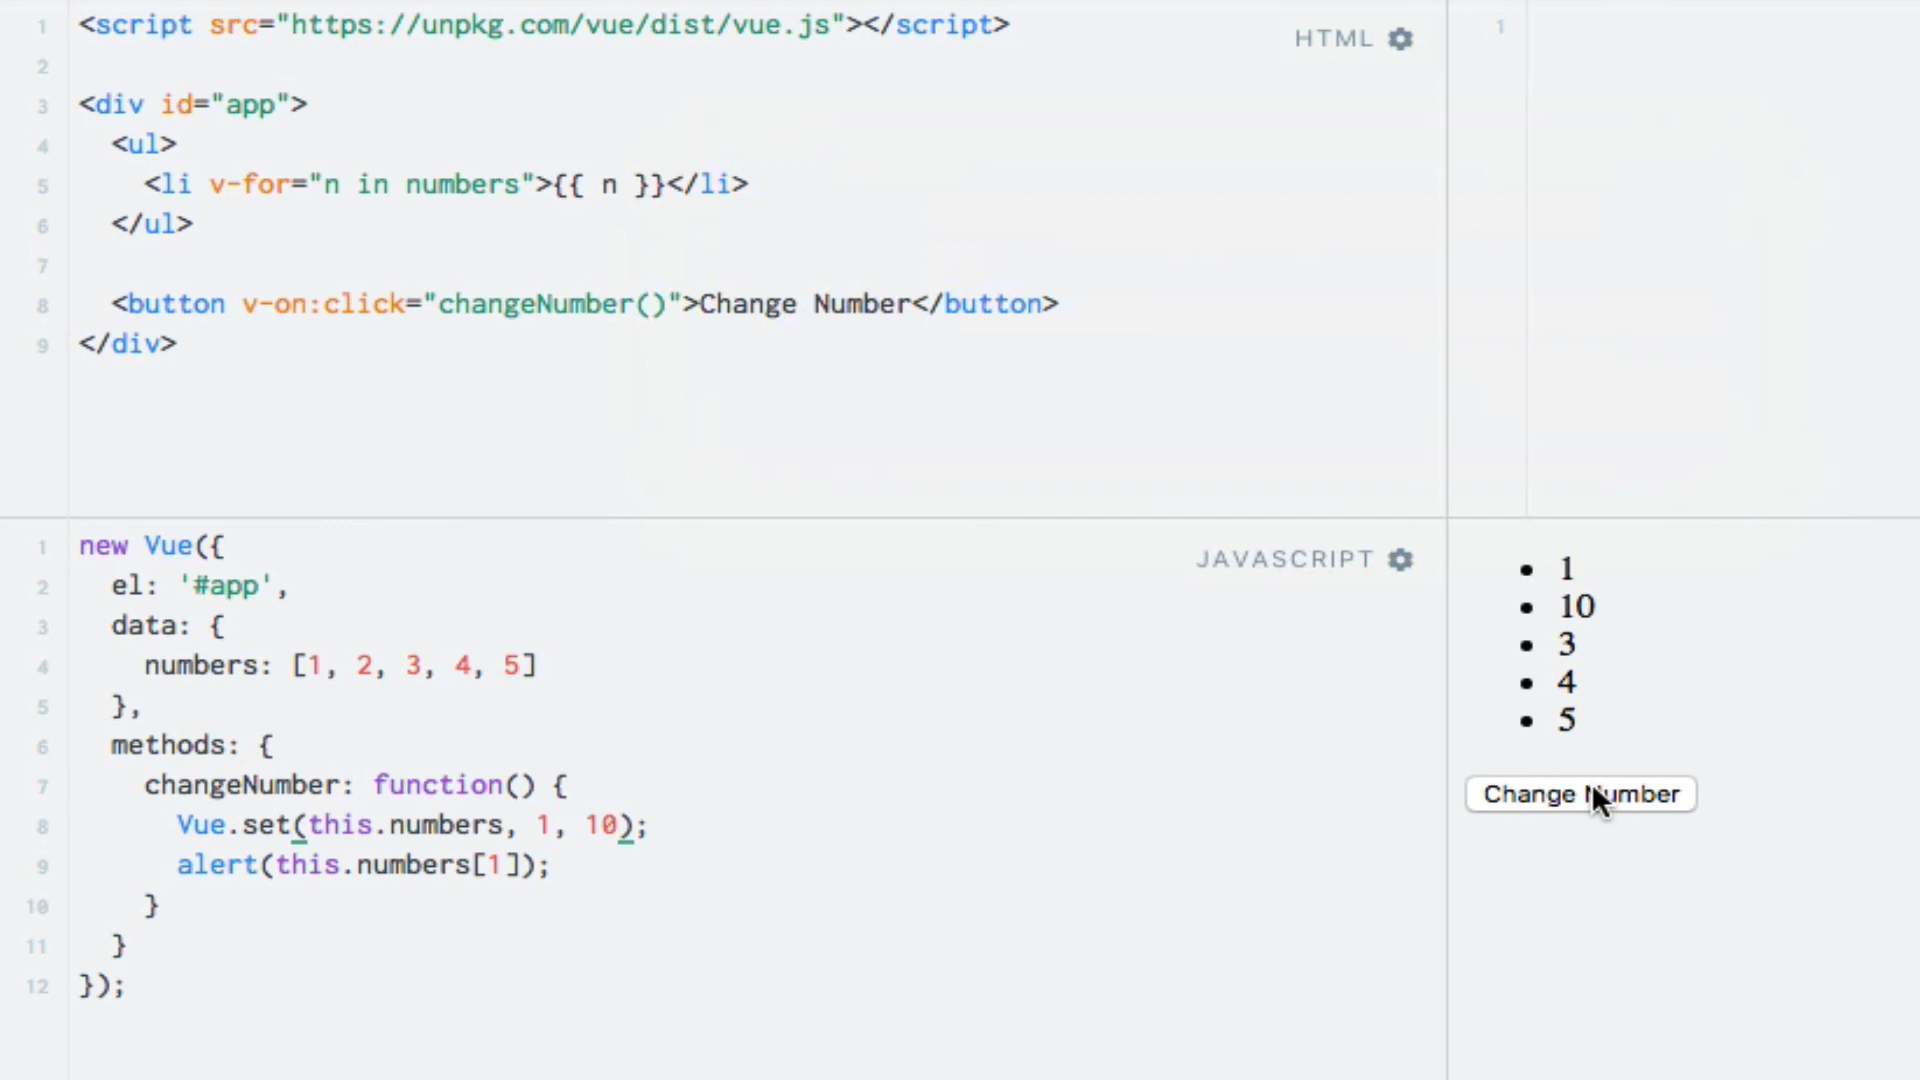 1 <script src="https://unpkg.com/vue/dist/vue.js"></script>
2
3 <div id="app">
4   <ul>
5     <li v-for="n in numbers">{{ n }}</li>
6   </ul>
7
8   <button v-on:click="changeNumber()">Change Number</button>
9 </div>
HTML
1
1 new Vue({
2   el: '#app',
3   data: {
4     numbers: [1, 2, 3, 4, 5]
5   },
6   methods: {
7     changeNumber: function() {
8       Vue.set(this.numbers, 1, 10);
9       alert(this.numbers[1]);
10     }
11   }
12 });
JAVASCRIPT
• 1
• 10
• 3
• 4
• 5
Change Number